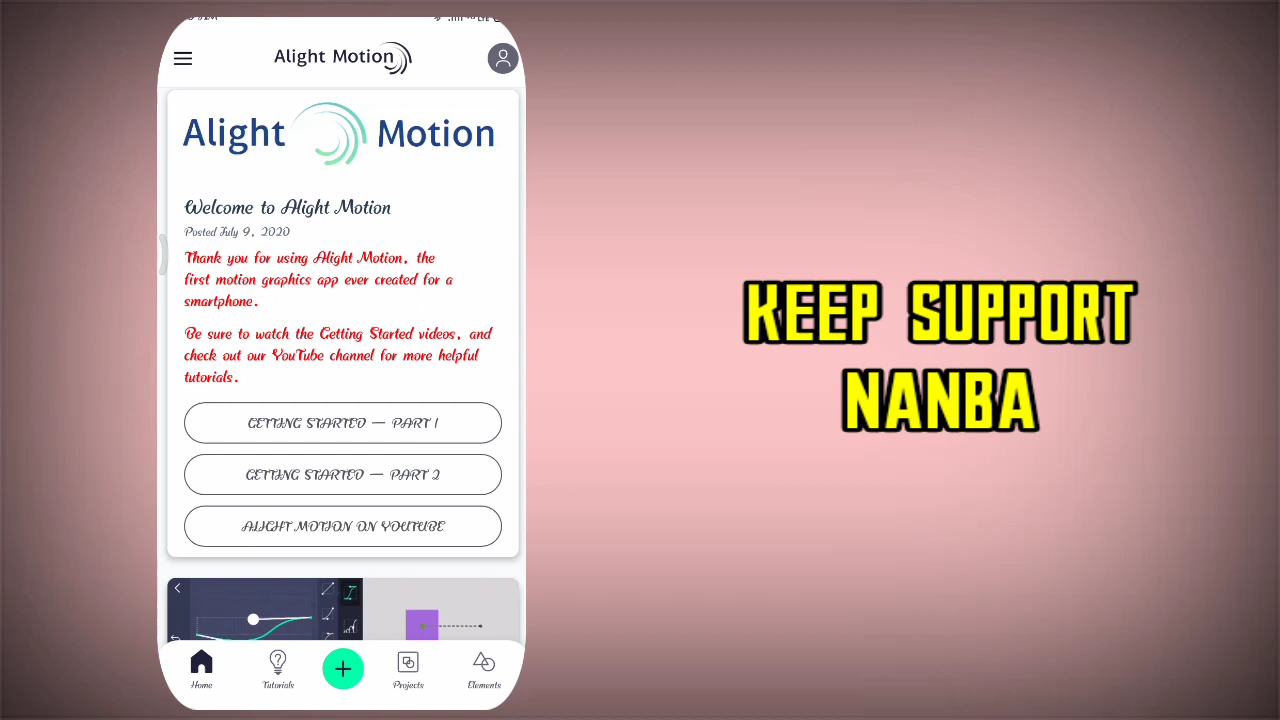 Alight Motion
Alight Motion
Welcome to Alight Motion
Posted July 9, 2020
Thank you for using Alight Motion, the
first motion graphics app ever created for a
smartphone.
Be sure to watch the Getting Started videos, and
check out our YouTube channel for more helpful
tutorials.
GETTING STARTED — PART 1
GETTING STARTED — PART 2
ALIGHT MOTION ON YOUTUBE
Home
Tutorials
Projects
Elements
KEEP SUPPORT
NANBA